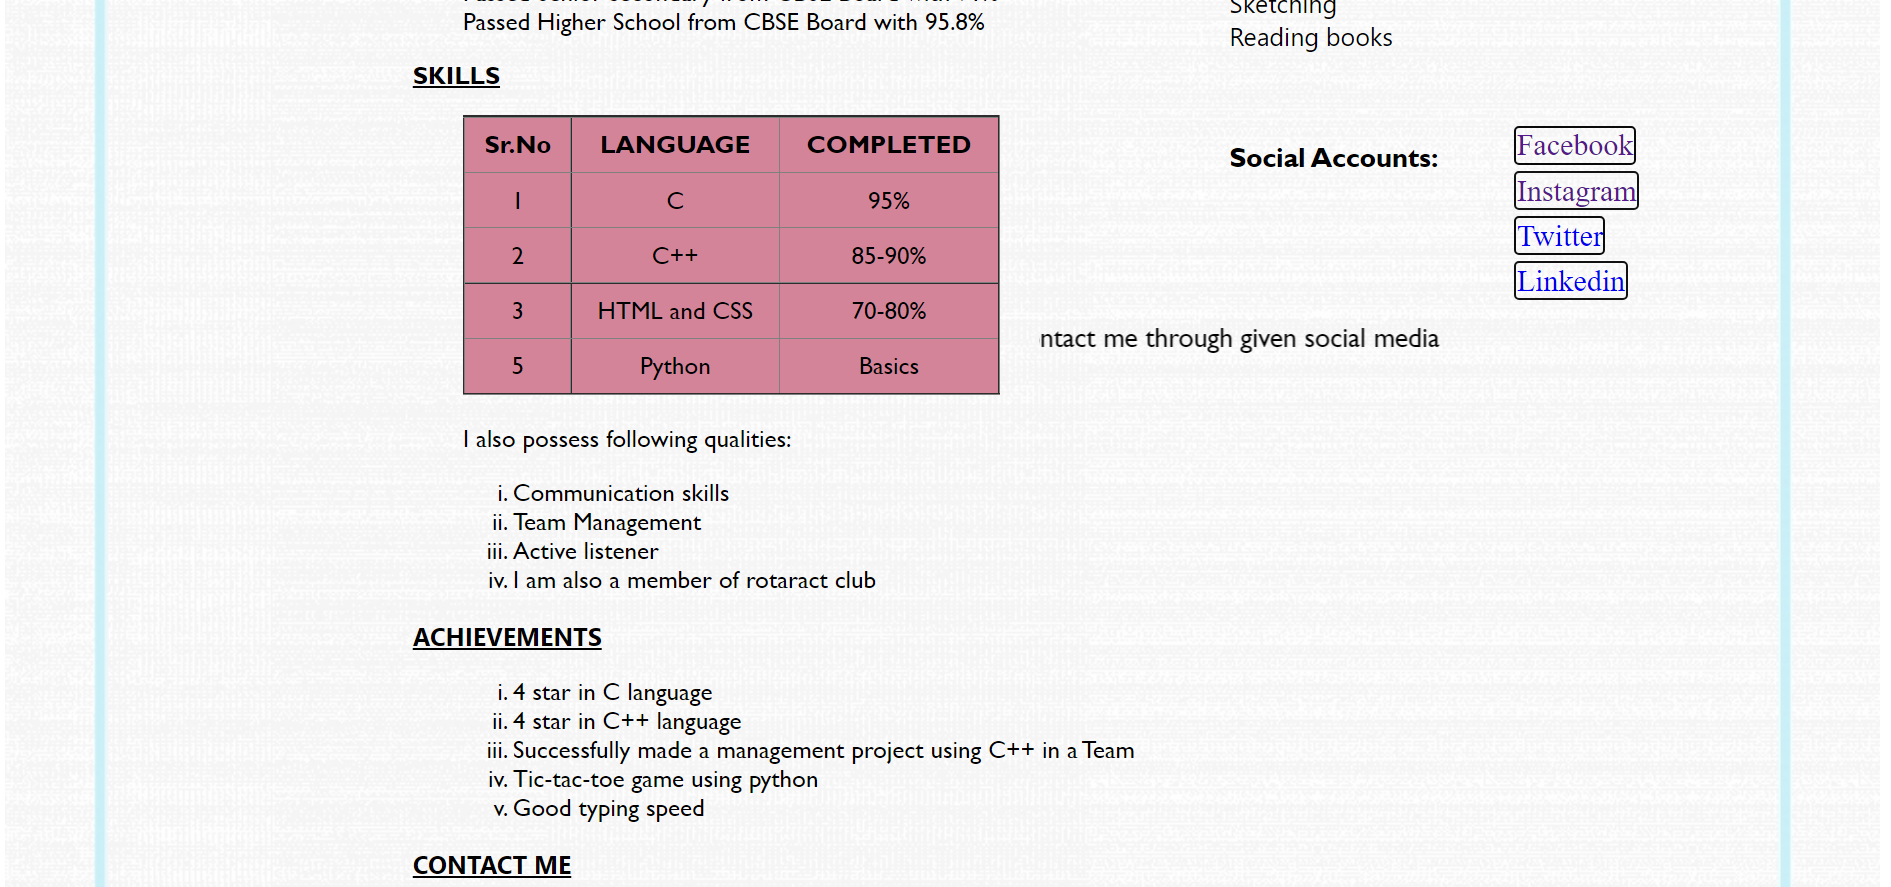 Passed Higher School from CBSE Board with 95.8%
SKILLS
Sr.No LANGUAGE COMPLETED
1 C 95%
2 C++ 85-90%
3 HTML and CSS 70-80%
5 Python Basics
I also possess following qualities:
i. Communication skills
ii. Team Management
iii. Active listener
iv. I am also a member of rotaract club
ACHIEVEMENTS
i. 4 star in C language
ii. 4 star in C++ language
iii. Successfully made a management project using C++ in a Team
iv. Tic-tac-toe game using python
v. Good typing speed
CONTACT ME
Sketching
Reading books
Social Accounts:
Facebook
Instagram
Twitter
Linkedin
ntact me through given social media